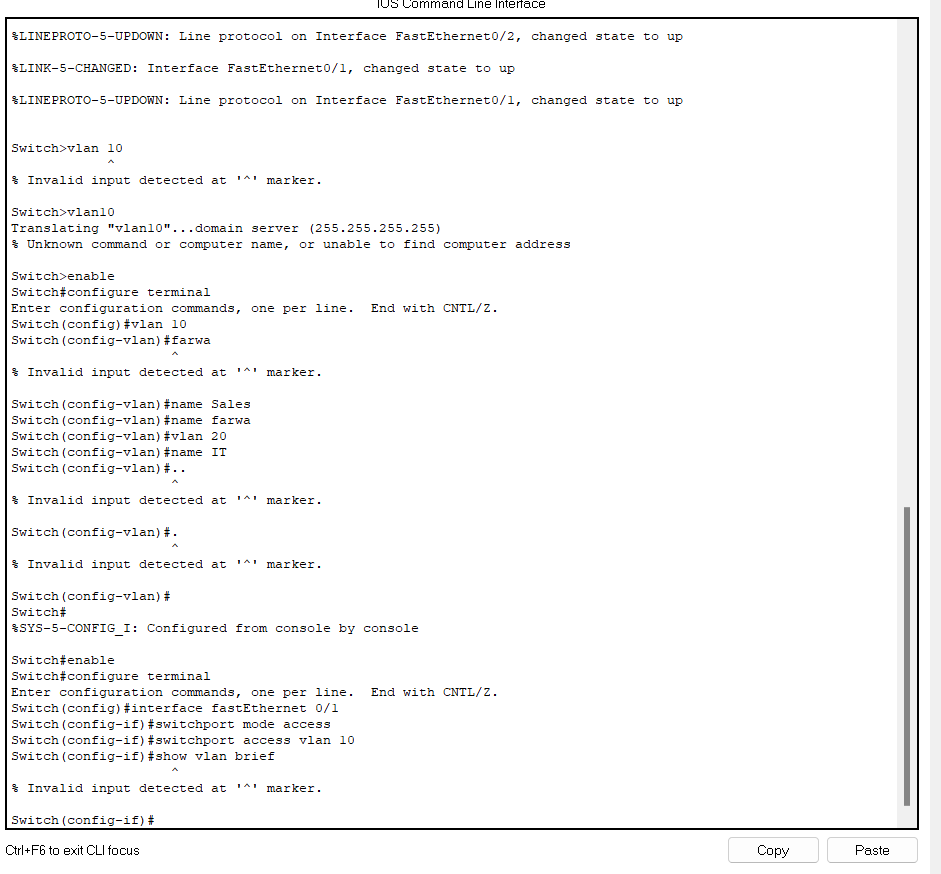 IOS Command Line Interface
%LINEPROTO-5-UPDOWN: Line protocol on Interface FastEthernet0/2, changed state to up
%LINK-5-CHANGED: Interface FastEthernet0/1, changed state to up
%LINEPROTO-5-UPDOWN: Line protocol on Interface FastEthernet0/1, changed state to up
Switch>vlan 10
^
% Invalid input detected at '^' marker.
Switch>vlan10
Translating "vlan10"...domain server (255.255.255.255)
% Unknown command or computer name, or unable to find computer address
Switch>enable
Switch#configure terminal
Enter configuration commands, one per line.  End with CNTL/Z.
Switch(config)#vlan 10
Switch(config-vlan)#farwa
^
% Invalid input detected at '^' marker.
Switch(config-vlan)#name Sales
Switch(config-vlan)#name farwa
Switch(config-vlan)#vlan 20
Switch(config-vlan)#name IT
Switch(config-vlan)#..
^
% Invalid input detected at '^' marker.
Switch(config-vlan)#.
^
% Invalid input detected at '^' marker.
Switch(config-vlan)#
Switch#
%SYS-5-CONFIG_I: Configured from console by console
Switch#enable
Switch#configure terminal
Enter configuration commands, one per line.  End with CNTL/Z.
Switch(config)#interface fastEthernet 0/1
Switch(config-if)#switchport mode access
Switch(config-if)#switchport access vlan 10
Switch(config-if)#show vlan brief
^
% Invalid input detected at '^' marker.
Switch(config-if)#
Ctrl+F6 to exit CLI focus
Copy
Paste